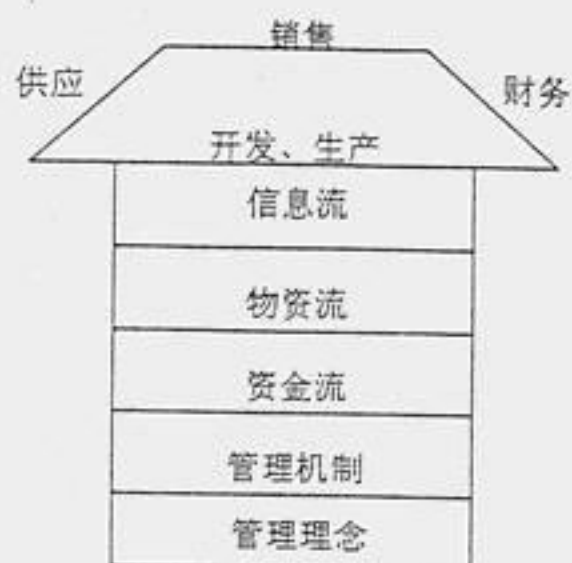 销售
供应
财务
开发、生产
信息流
物资流
资金流
管理机制
管理理念